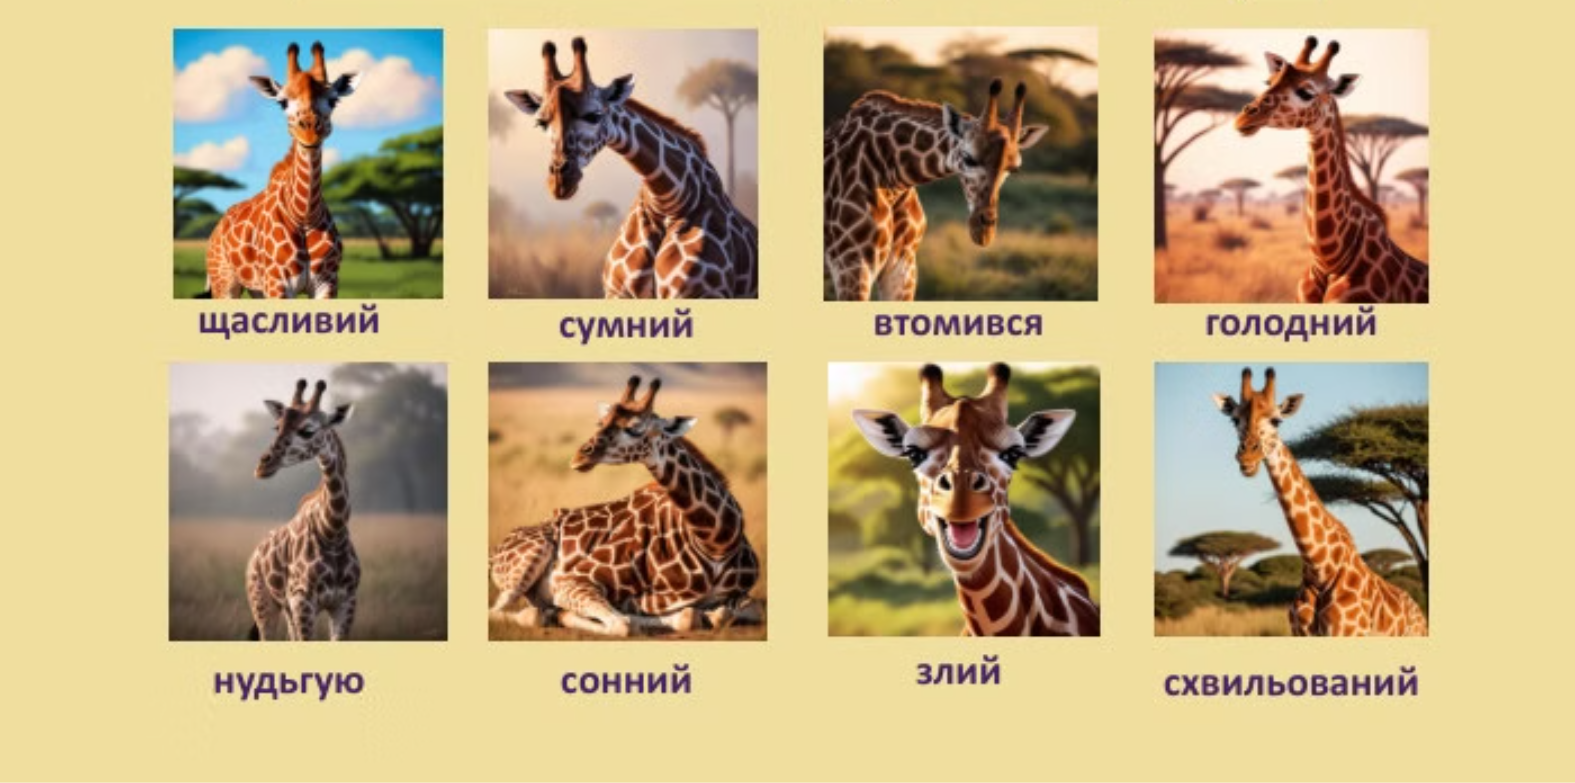 щасливий
сумний
втомився
голодний
нудьгую
сонний
злий
схвильований